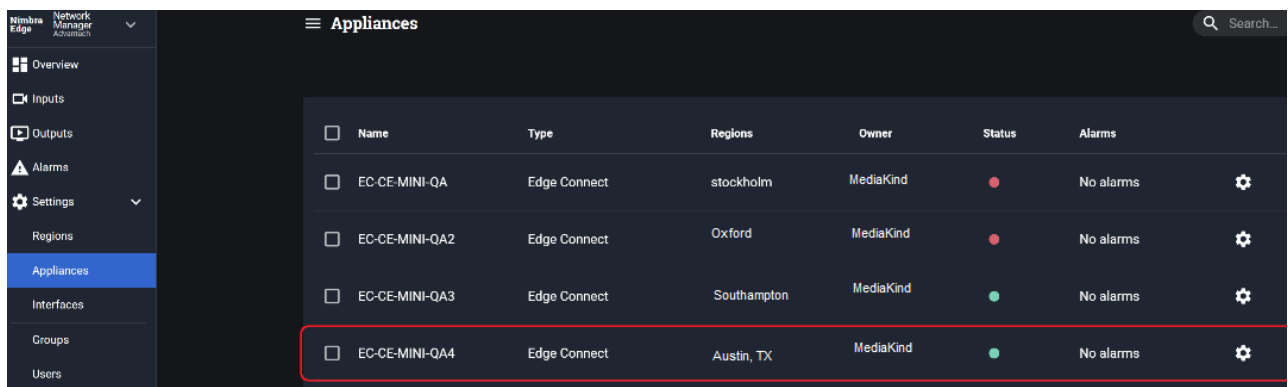 Nimbra Edge Network Manager
Advamach
Appliances
Search...
Overview
Inputs
Outputs
Alarms
Settings
Regions
Appliances
Interfaces
Groups
Users
Name Type Regions Owner Status Alarms
EC-CE-MINI-QA Edge Connect stockholm MediaKind No alarms
EC-CE-MINI-QA2 Edge Connect Oxford MediaKind No alarms
EC-CE-MINI-QA3 Edge Connect Southampton MediaKind No alarms
EC-CE-MINI-QA4 Edge Connect Austin, TX MediaKind No alarms